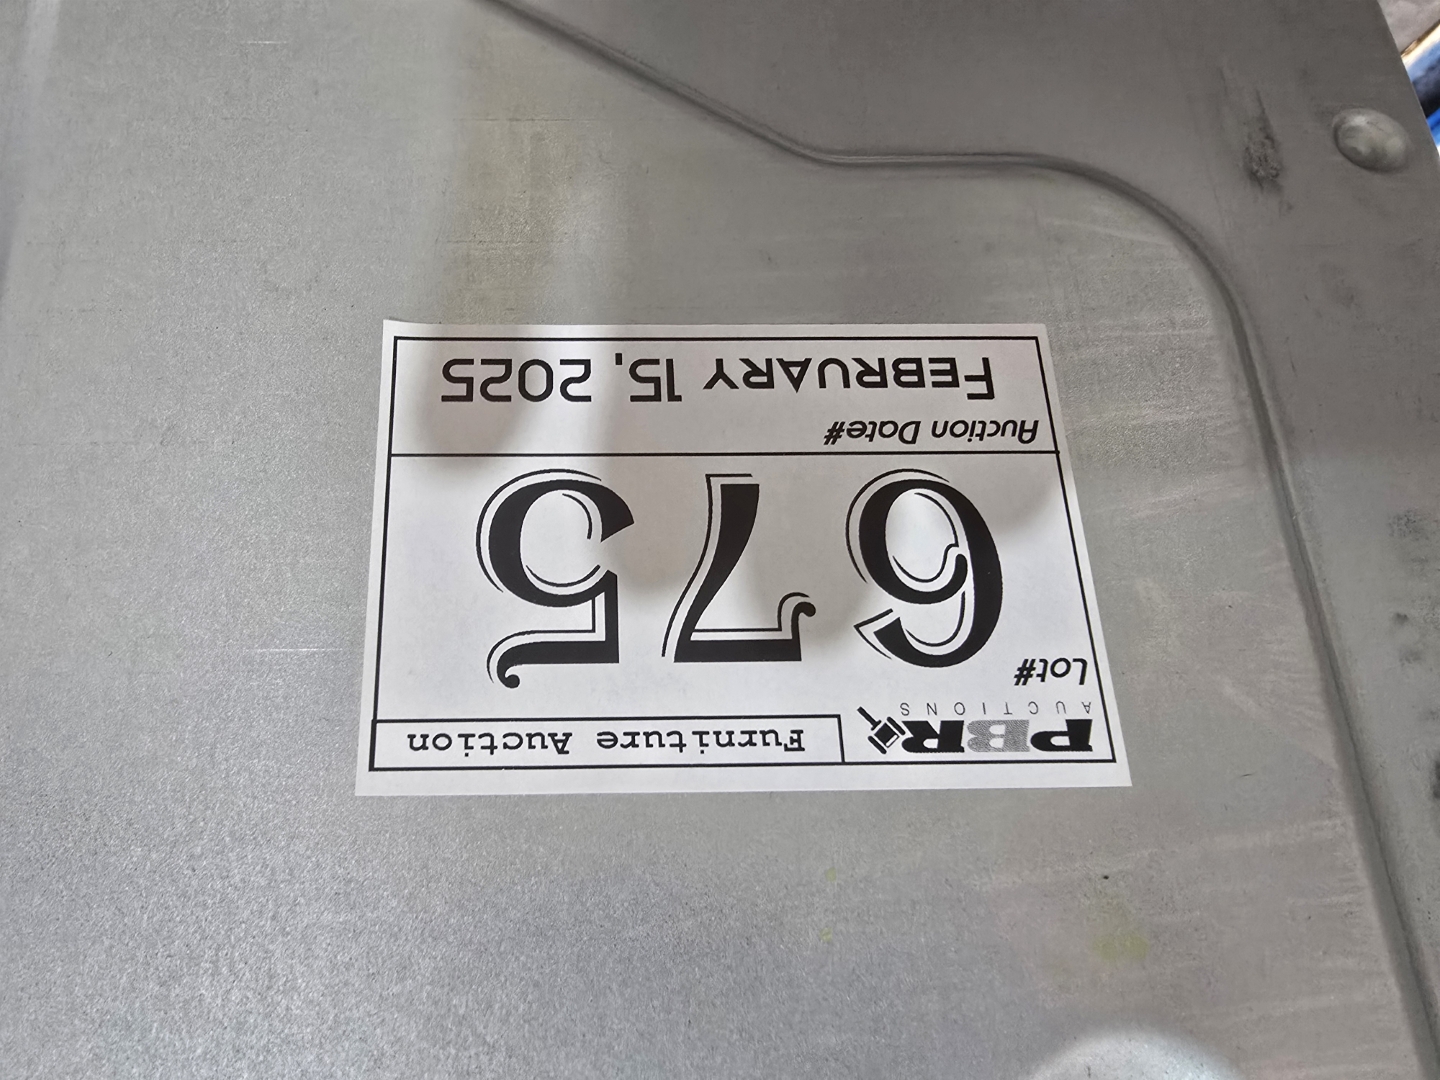 PBR
AUCTIONS
Furniture Auction
Lot#
675
Auction Date#
FEBRUARY 15, 2025